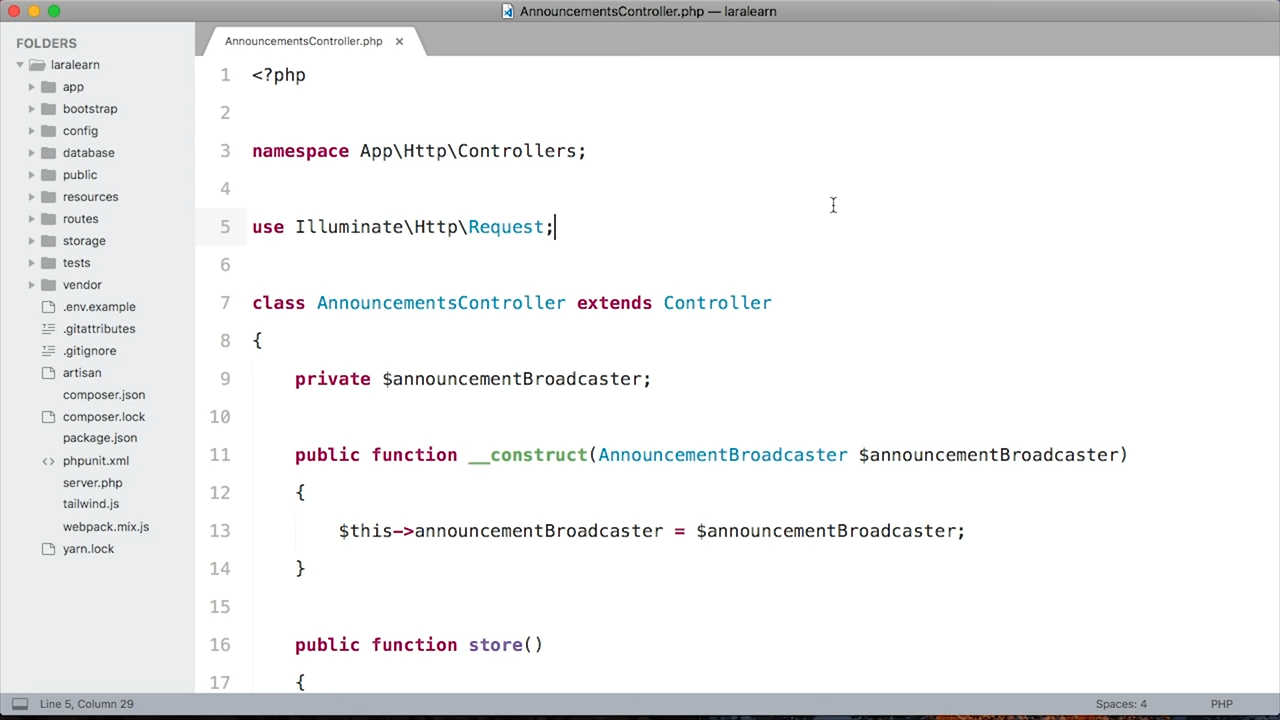 AnnouncementsController.php — laralearn
FOLDERS
laralearn
app
bootstrap
config
database
public
resources
routes
storage
tests
vendor
.env.example
.gitattributes
.gitignore
artisan
composer.json
composer.lock
package.json
<> phpunit.xml
server.php
tailwind.js
webpack.mix.js
yarn.lock
AnnouncementsController.php ×
1 <?php
2
3 namespace App\Http\Controllers;
4
5 use Illuminate\Http\Request;
6
7 class AnnouncementsController extends Controller
8 {
9 private $announcementBroadcaster;
10
11 public function __construct(AnnouncementBroadcaster $announcementBroadcaster)
12 {
13 $this->announcementBroadcaster = $announcementBroadcaster;
14 }
15
16 public function store()
17 {
Line 5, Column 29
Spaces: 4
PHP